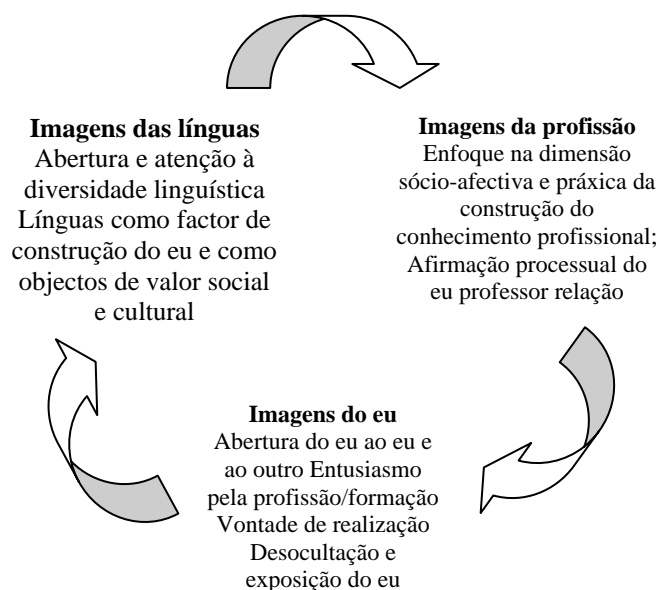 Imagens das línguas
Abertura e atenção à
diversidade linguística
Línguas como factor de
construção do eu e como
objectos de valor social
e cultural
Imagens da profissão
Enfoque na dimensão
sócio-afectiva e práxica da
construção do
conhecimento profissional;
Afirmação processual do
eu professor relação
Imagens do eu
Abertura do eu ao eu e
ao outro Entusiasmo
pela profissão/formação
Vontade de realização
Desocultação e
exposição do eu